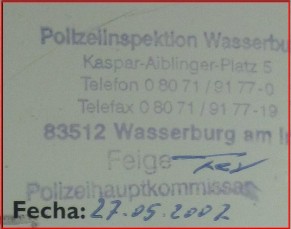 Polizeiinspektion Wasserbu
Kaspar-Aiblinger-Platz 5
Telefon 0 80 71 / 91 77-0
Telefax 0 80 71 / 91 77-19
83512 Wasserburg am I
Feige
Polizeihauptkommissar
Fecha: 27.05.2002